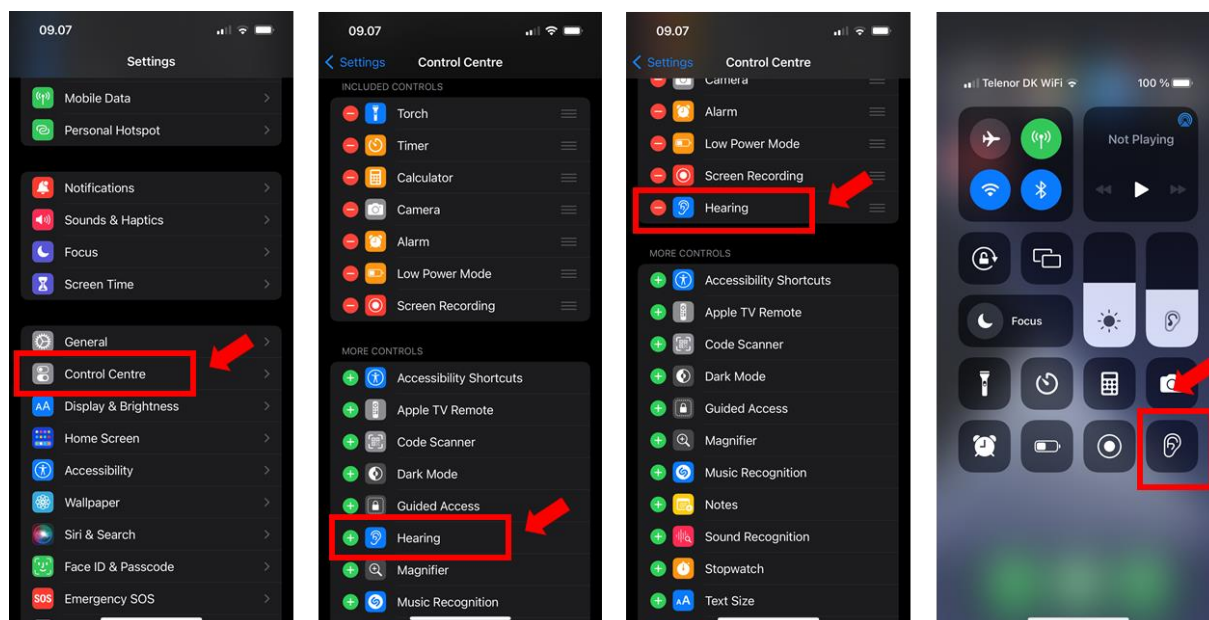 09.07
Settings
Mobile Data
Personal Hotspot
Notifications
Sounds & Haptics
Focus
Screen Time
General
Control Centre
AA Display & Brightness
Home Screen
Accessibility
Wallpaper
Siri & Search
Face ID & Passcode
SOS Emergency SOS
09.07
Settings Control Centre
INCLUDED CONTROLS
Torch
Timer
Calculator
Camera
Alarm
Low Power Mode
Screen Recording
MORE CONTROLS
Accessibility Shortcuts
Apple TV Remote
Code Scanner
Dark Mode
Guided Access
Hearing
Magnifier
Music Recognition
09.07
Settings Control Centre
Camera
Alarm
Low Power Mode
Screen Recording
Hearing
MORE CONTROLS
Accessibility Shortcuts
Apple TV Remote
Code Scanner
Dark Mode
Guided Access
Magnifier
Music Recognition
Notes
Sound Recognition
Stopwatch
AA Text Size
Telenor DK WiFi 100 %
Not Playing
Focus